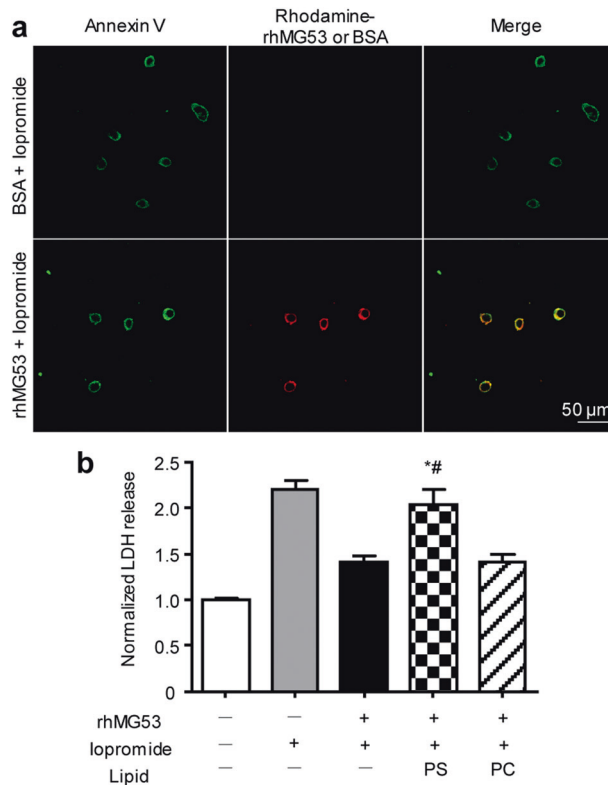 a
Annexin V
Rhodamine-
rhMG53 or BSA
Merge
BSA + Iopromide
rhMG53 + Iopromide
50 µm
b
*#
Normalized LDH release
2.5
2.0
1.5
1.0
0.5
0
rhMG53 — — + + +
Iopromide — + + + +
Lipid — — — PS PC